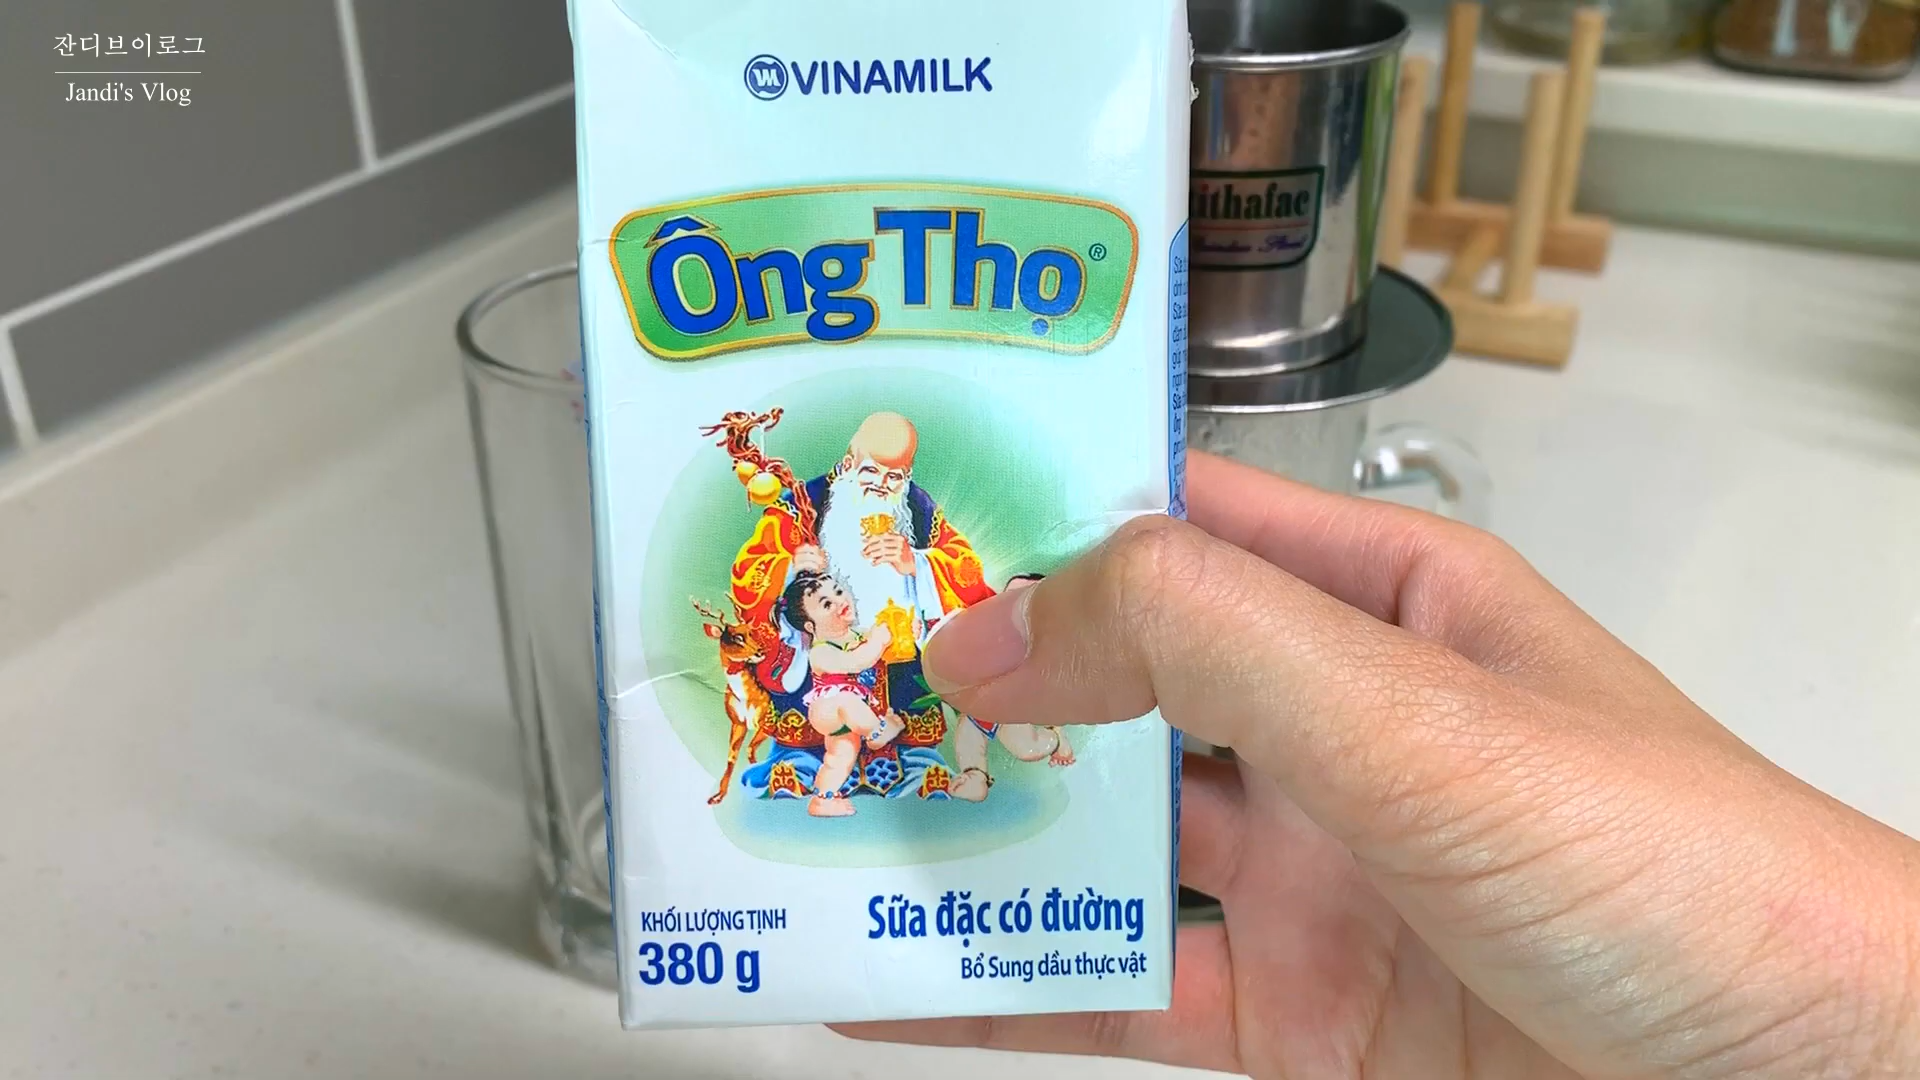 잔디브이로그
Jandi's Vlog
VINAMILK
Ông Thọ®
KHỐI LƯỢNG TỊNH
380 g
Sữa đặc có đường
Bổ Sung dầu thực vật